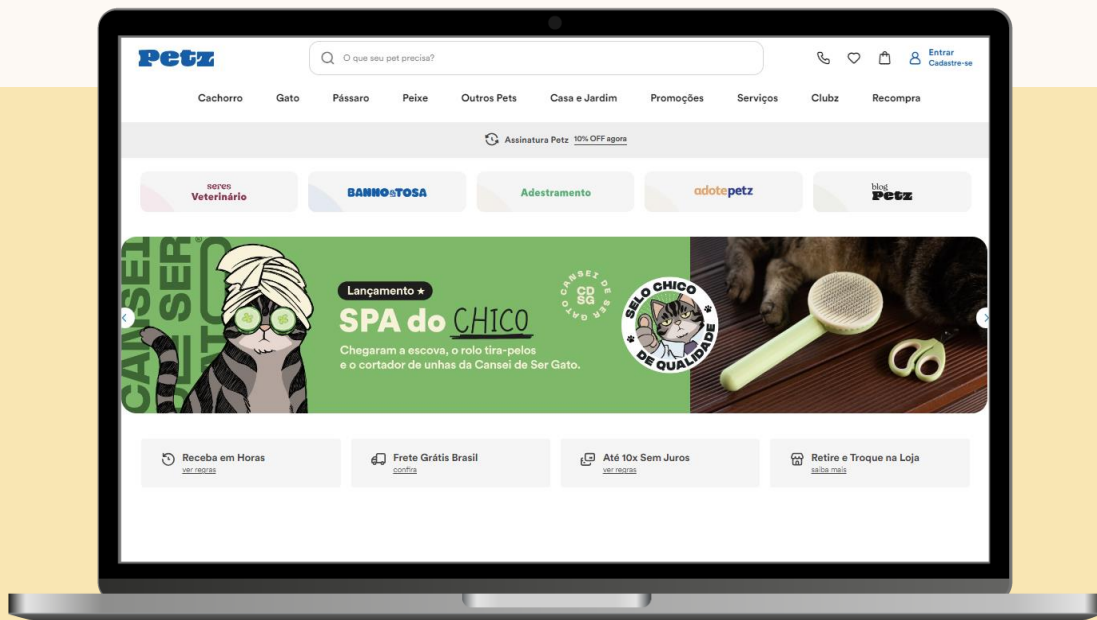 Petz
O que seu pet precisa?
Entrar
Cadastre-se
Cachorro Gato Pássaro Peixe Outros Pets Casa e Jardim Promoções Serviços Clubz Recompra
Assinatura Petz 10% OFF agora
seres
Veterinário
BANHO&TOSA
Adestramento
adotepetz
blog
Petz
CANSEI
DE SER
GATO
Lançamento ★
SPA do CHICO
Chegaram a escova, o rolo tira-pelos
e o cortador de unhas da Cansei de Ser Gato.
CANSEI DE SER GATO
CD
SG
SELO CHICO
DE QUALIDADE
Receba em Horas
ver regras
Frete Grátis Brasil
confira
Até 10x Sem Juros
ver regras
Retire e Troque na Loja
saiba mais